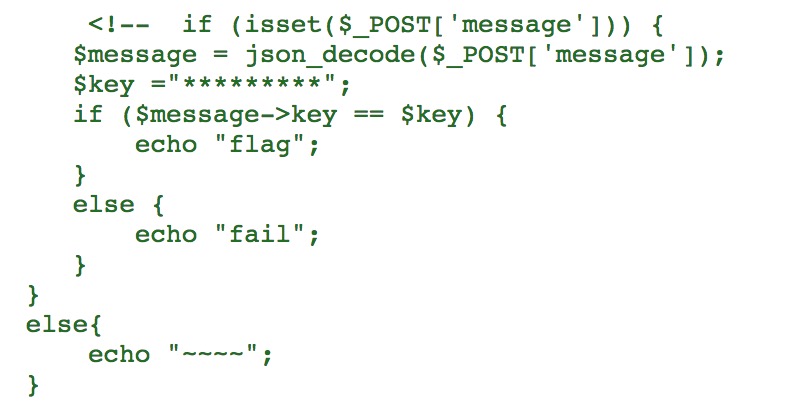 <!--  if (isset($_POST['message'])) {
$message = json_decode($_POST['message']);
$key ="*********";
if ($message->key == $key) {
echo "flag";
}
else {
echo "fail";
}
}
else{
echo "~~~~";
}